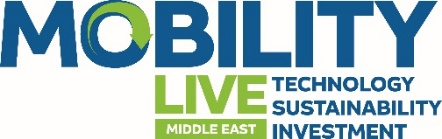 MOBILITY
LIVE
MIDDLE EAST
TECHNOLOGY
SUSTAINABILITY
INVESTMENT